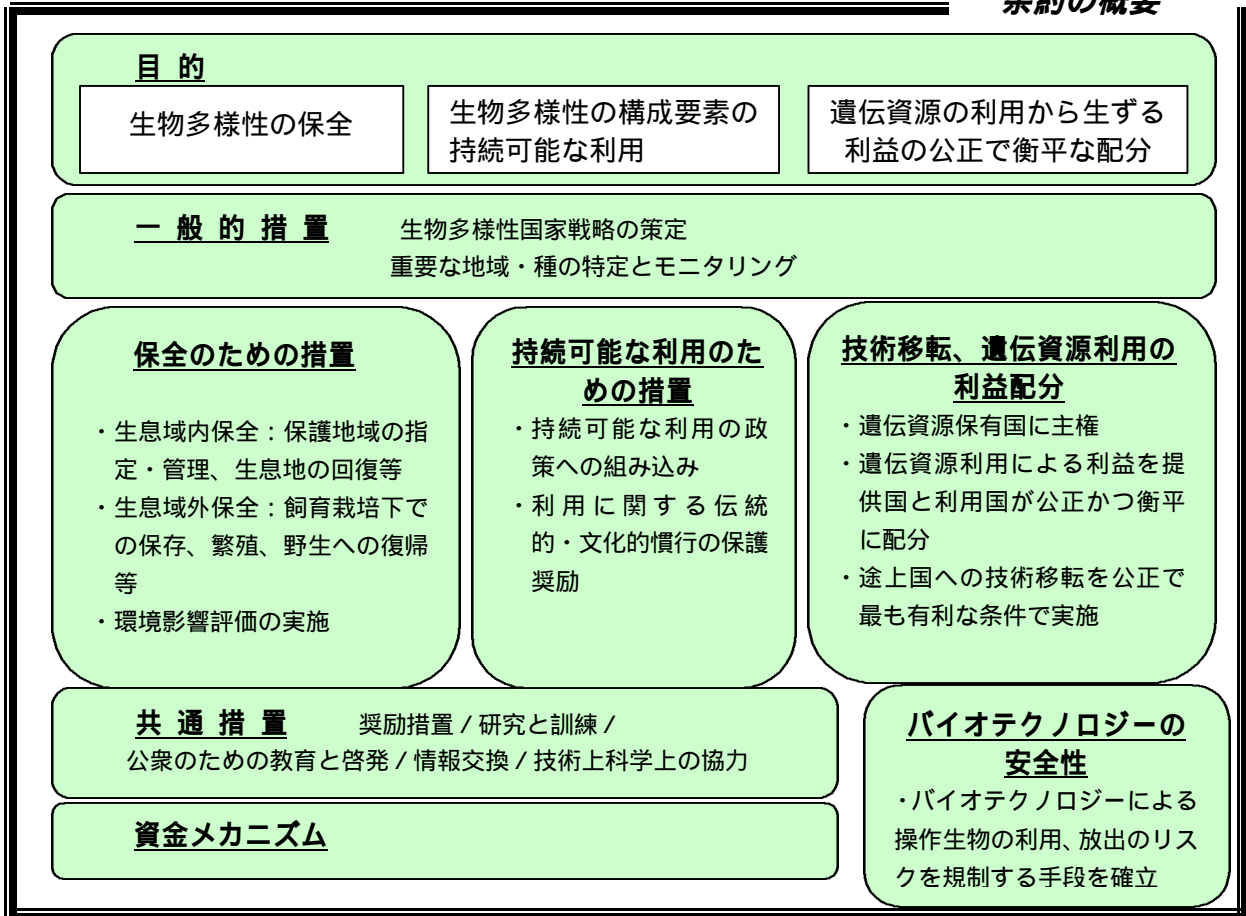 条約の概要
目 的
生物多様性の保全
生物多様性の構成要素の
持続可能な利用
遺伝資源の利用から生ずる
利益の公正で衡平な配分
一 般 的 措 置 生物多様性国家戦略の策定
重要な地域・種の特定とモニタリング
保全のための措置
・生息域内保全：保護地域の指
定・管理、生息地の回復等
・生息域外保全：飼育栽培下で
の保存、繁殖、野生への復帰
等
・環境影響評価の実施
持続可能な利用のた
めの措置
・持続可能な利用の政
策への組み込み
・利用に関する伝統
的・文化的慣行の保護
奨励
技術移転、遺伝資源利用の
利益配分
・遺伝資源保有国に主権
・遺伝資源利用による利益を提
供国と利用国が公正かつ衡平
に配分
・途上国への技術移転を公正で
最も有利な条件で実施
共 通 措 置 奨励措置 / 研究と訓練 /
公衆のための教育と啓発 / 情報交換 / 技術上科学上の協力
資金メカニズム
バイオテクノロジーの
安全性
・バイオテクノロジーによる
操作生物の利用、放出のリス
クを規制する手段を確立